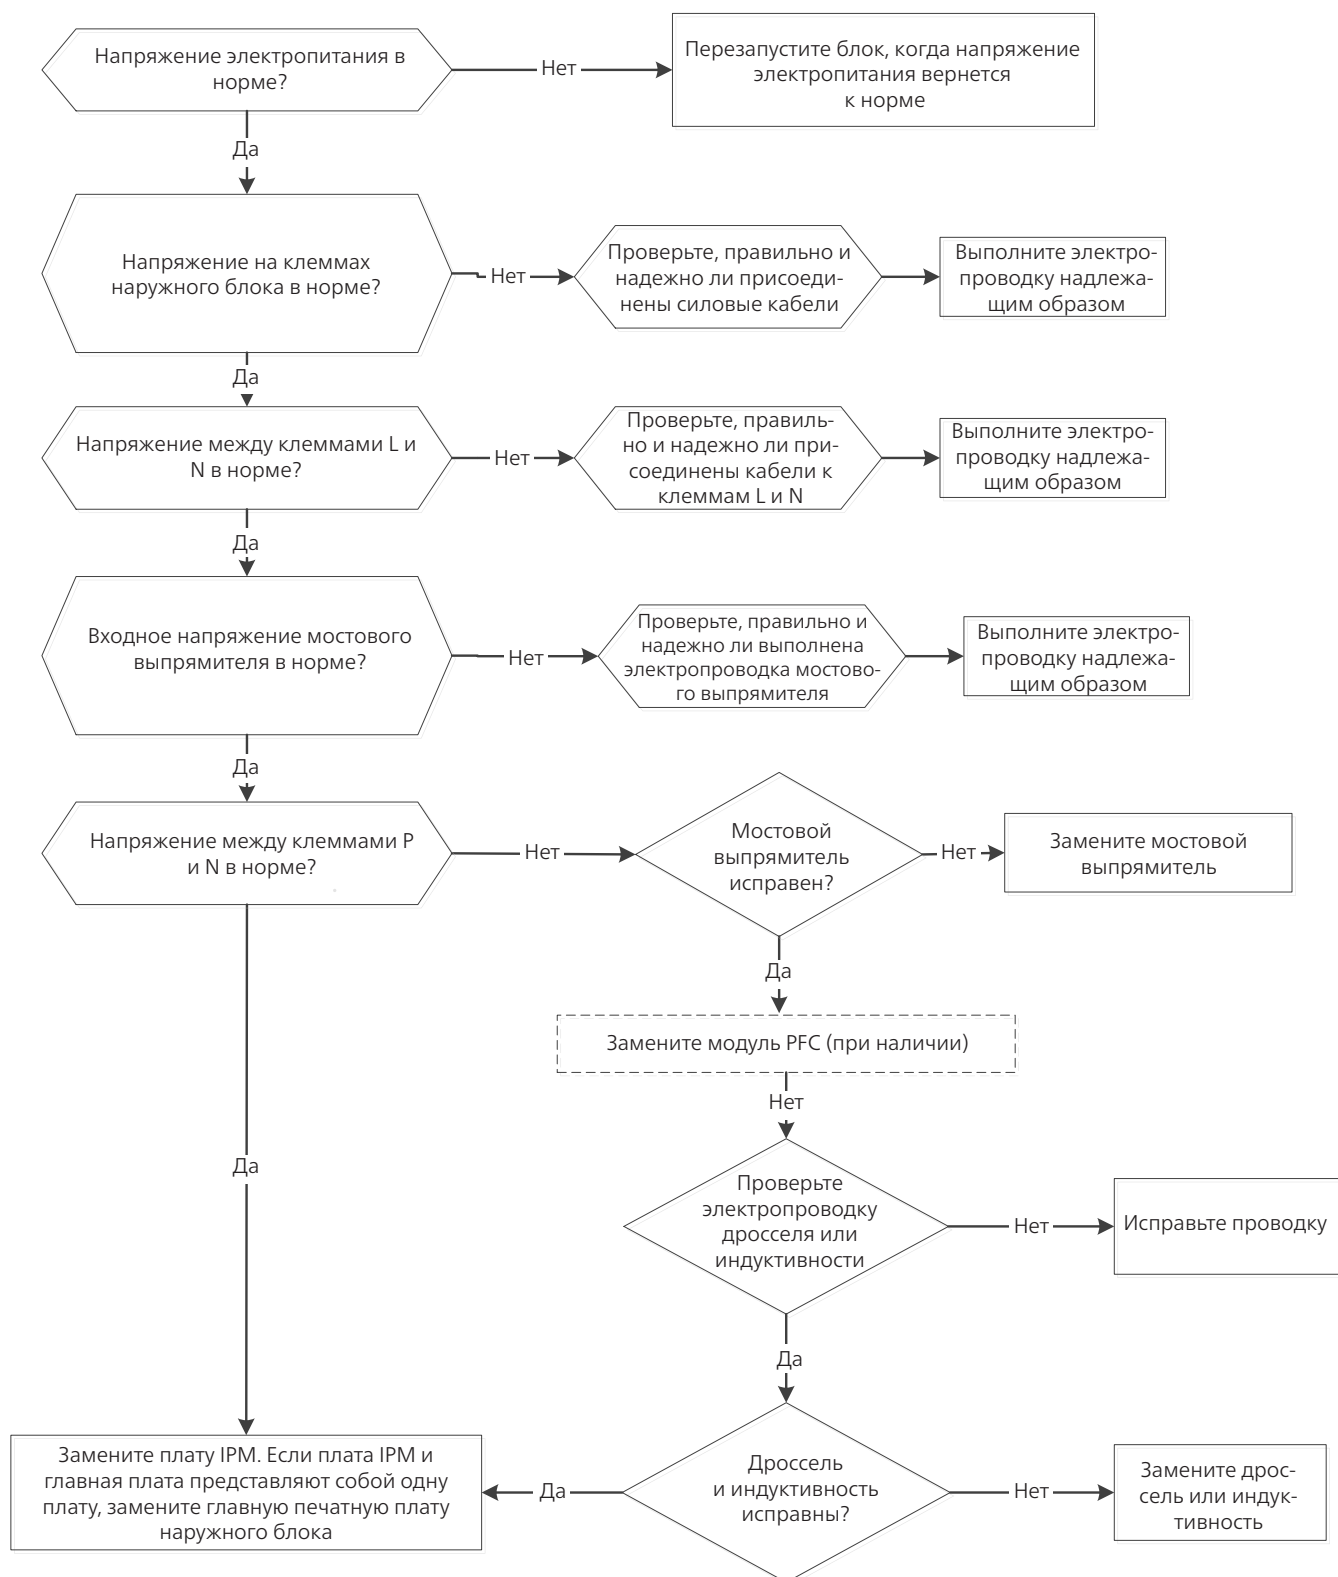 Напряжение электропитания в
норме?
Нет
Перезапустите блок, когда напряжение
электропитания вернется
к норме
Да
Напряжение на клеммах
наружного блока в норме?
Нет
Проверьте, правильно и
надежно ли присоеди-
нены силовые кабели
Выполните электро-
проводку надлежа-
щим образом
Да
Напряжение между клеммами L и
N в норме?
Нет
Проверьте, правиль-
но и надежно ли при-
соединены кабели к
клеммам L и N
Выполните электро-
проводку надлежа-
щим образом
Да
Входное напряжение мостового
выпрямителя в норме?
Нет
Проверьте, правильно и
надежно ли выполнена
электропроводка мостово-
го выпрямителя
Выполните электро-
проводку надлежа-
щим образом
Да
Напряжение между клеммами P
и N в норме?
Нет
Мостовой
выпрямитель
исправен?
Нет
Замените мостовой
выпрямитель
Да
Замените модуль PFC (при наличии)
Нет
Да
Проверьте
электропроводку
дросселя или
индуктивности
Нет
Исправьте проводку
Да
Замените плату IPM. Если плата IPM и
главная плата представляют собой одну
плату, замените главную печатную плату
наружного блока
Да
Дроссель
и индуктивность
исправны?
Нет
Замените дрос-
сель или индук-
тивность